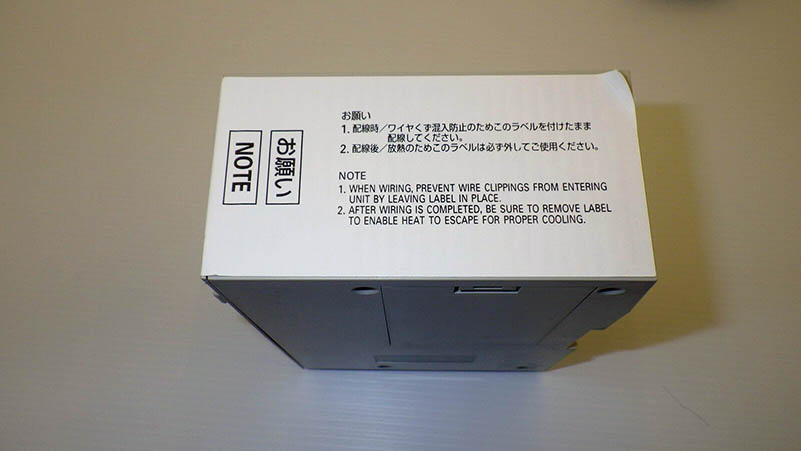 お願い
NOTE
お願い
1. 配線時/ワイヤくず混入防止のためこのラベルを付けたまま
配線してください。
2. 配線後/放熱のためこのラベルは必ず外してご使用ください。
NOTE
1. WHEN WIRING, PREVENT WIRE CLIPPINGS FROM ENTERING
UNIT BY LEAVING LABEL IN PLACE.
2. AFTER WIRING IS COMPLETED, BE SURE TO REMOVE LABEL
TO ENABLE HEAT TO ESCAPE FOR PROPER COOLING.